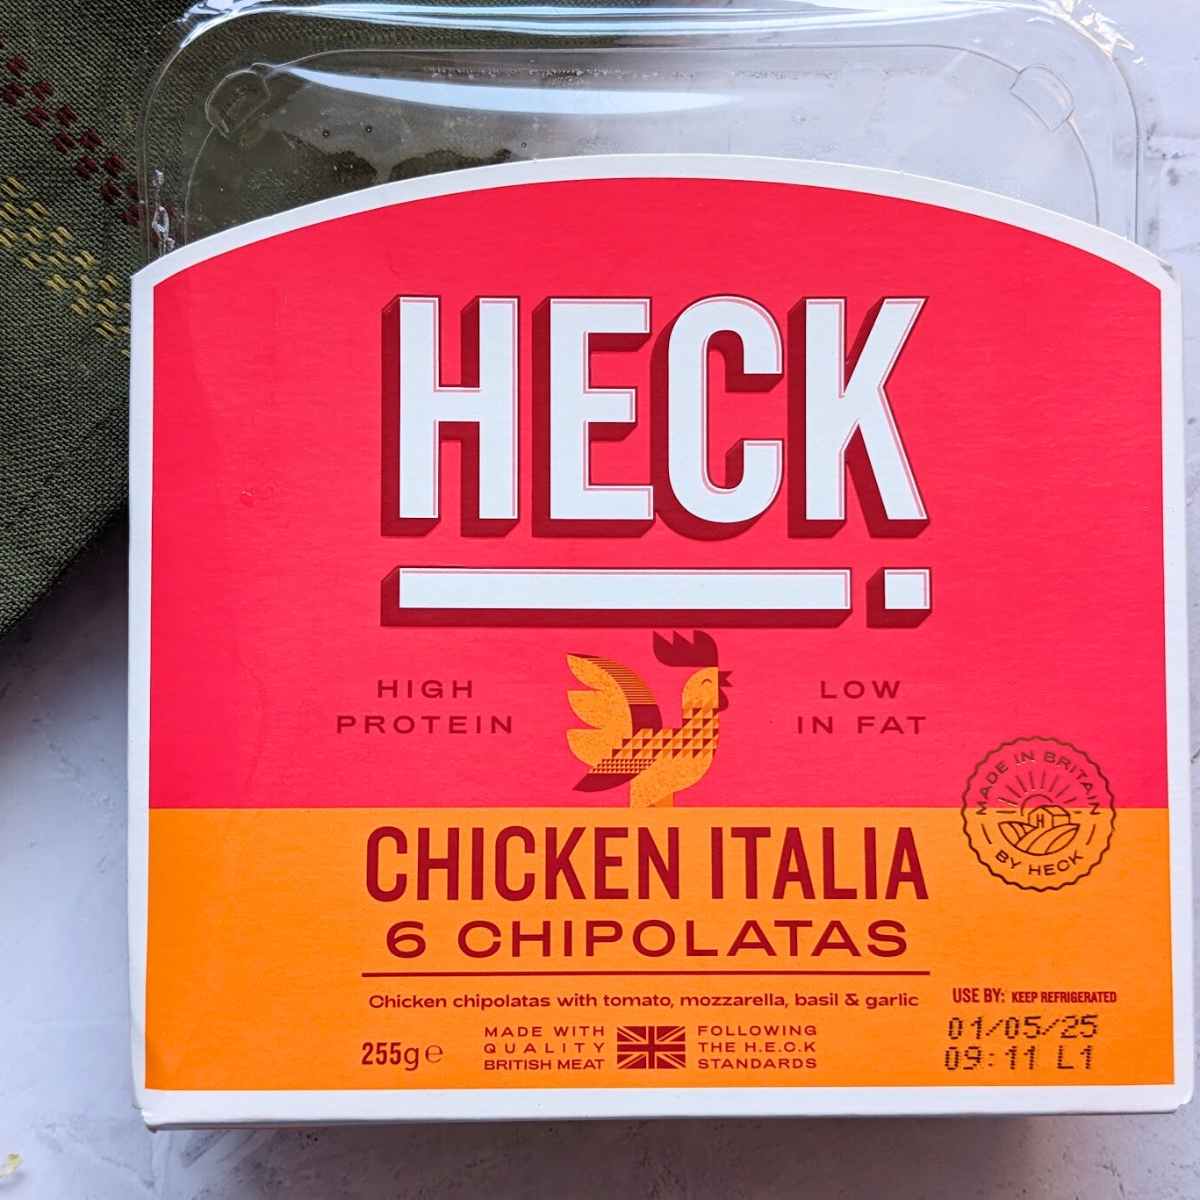 HECK
HIGH
PROTEIN
LOW
IN FAT
MADE IN BRITAIN
H
BY HECK
CHICKEN ITALIA
6 CHIPOLATAS
Chicken chipolatas with tomato, mozzarella, basil & garlic
255g℮
MADE WITH
QUALITY
BRITISH MEAT
FOLLOWING
THE H.E.C.K
STANDARDS
USE BY: KEEP REFRIGERATED
01/05/25
09:11 L1